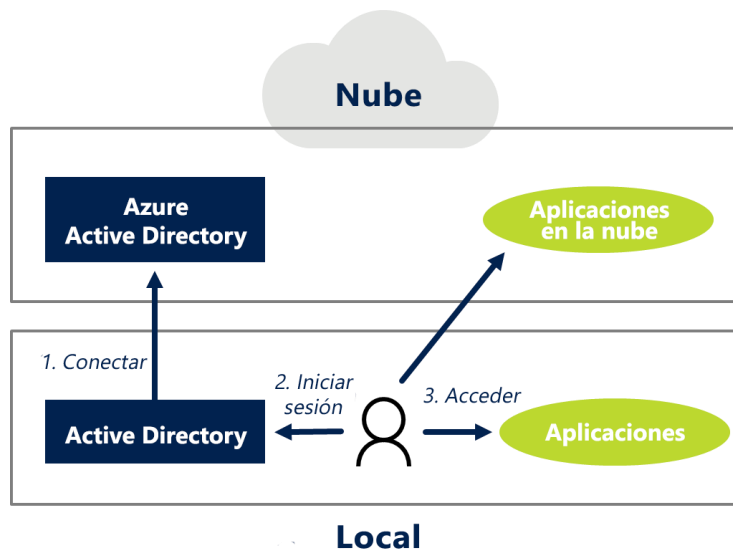 Nube
Azure
Active Directory
Aplicaciones
en la nube
1. Conectar
2. Iniciar
sesión
3. Acceder
Active Directory
Aplicaciones
Local